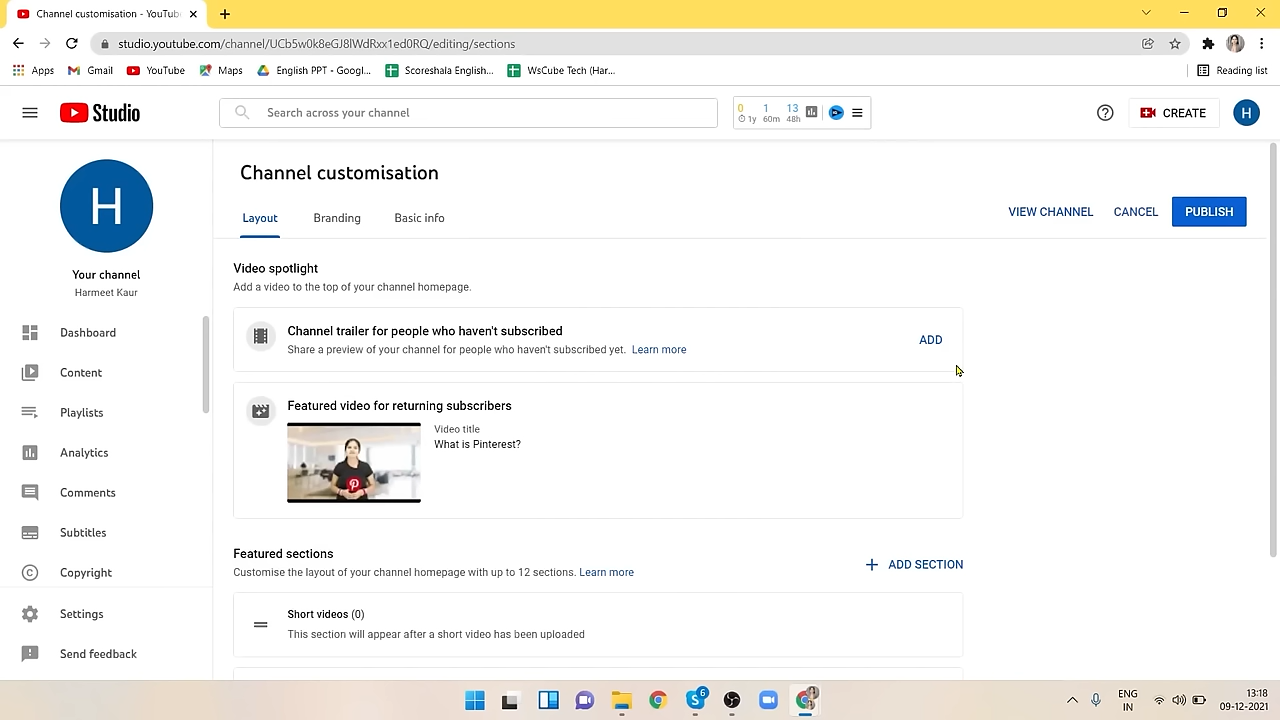 Channel customisation - YouTub
studio.youtube.com/channel/UCb5w0k8eGJ8lWdRxx1ed0RQ/editing/sections
Apps Gmail YouTube Maps English PPT - Googl... Scoreshala English... WsCube Tech (Har... Reading list
Studio
Search across your channel
0 1 13
1y 60m 48h
CREATE
H
H
Your channel
Harmeet Kaur
Dashboard
Content
Playlists
Analytics
Comments
Subtitles
Copyright
Settings
Send feedback
Channel customisation
Layout Branding Basic info
VIEW CHANNEL CANCEL PUBLISH
Video spotlight
Add a video to the top of your channel homepage.
Channel trailer for people who haven't subscribed
Share a preview of your channel for people who haven't subscribed yet. Learn more
ADD
Featured video for returning subscribers
Video title
What is Pinterest?
Featured sections
Customise the layout of your channel homepage with up to 12 sections. Learn more
ADD SECTION
Short videos (0)
This section will appear after a short video has been uploaded
6
ENG
IN
13:18
09-12-2021